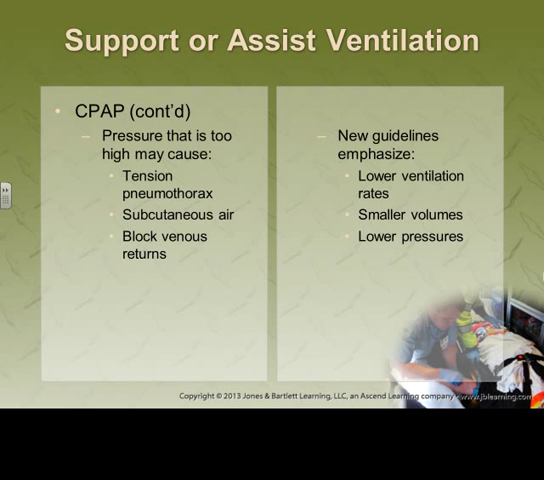 Support or Assist Ventilation
• CPAP (cont’d)
– Pressure that is too
high may cause:
• Tension
pneumothorax
• Subcutaneous air
• Block venous
returns
– New guidelines
emphasize:
• Lower ventilation
rates
• Smaller volumes
• Lower pressures
Copyright © 2013 Jones & Bartlett Learning, LLC, an Ascend Learning company • www.jblearning.com